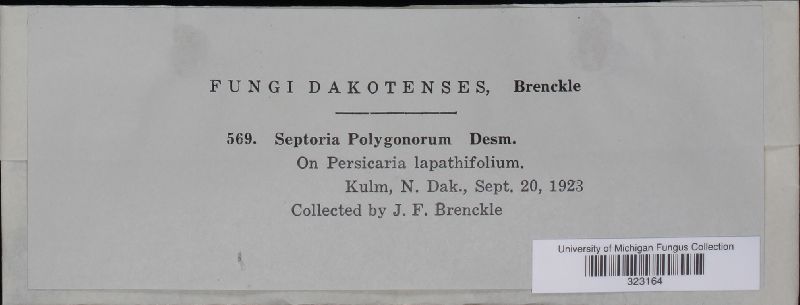 FUNGI DAKOTENSES, Brenckle
569. Septoria Polygonorum Desm.
On Persicaria lapathifolium.
Kulm, N. Dak., Sept. 20, 1923
Collected by J. F. Brenckle
University of Michigan Fungus Collection
323164